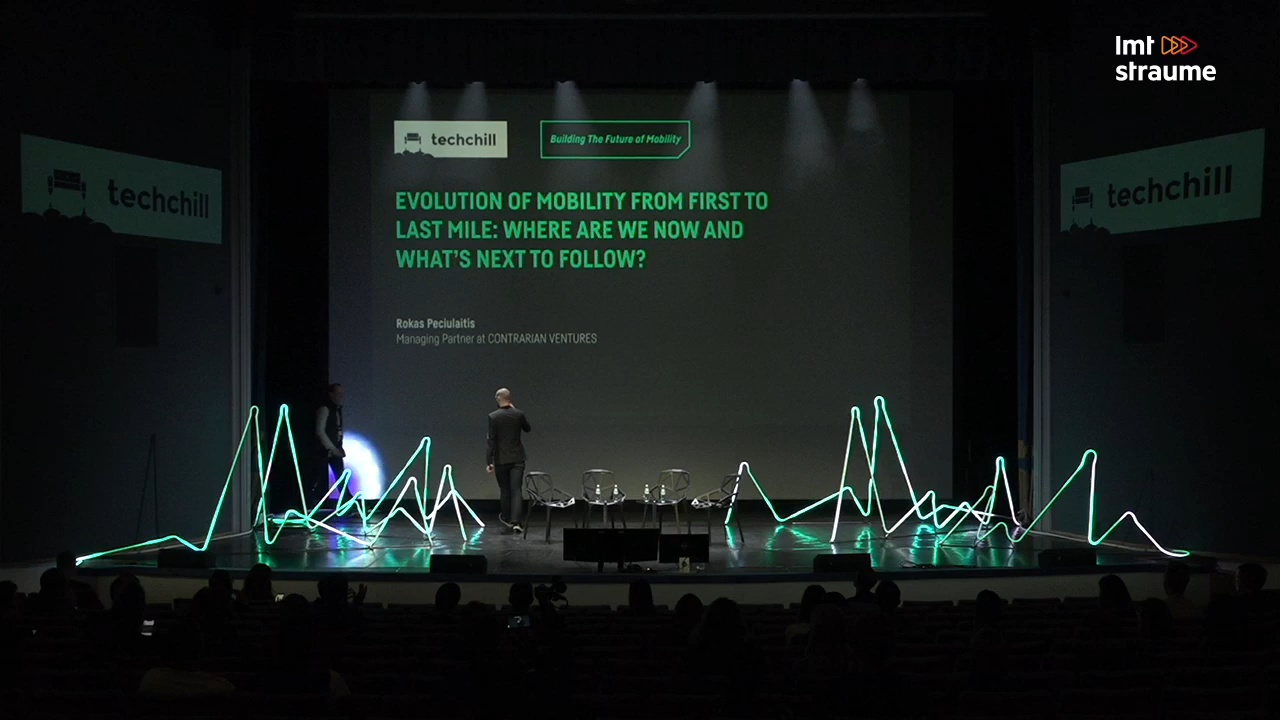 lmt
straume
techchill
techchill
Building The Future of Mobility
techchill
EVOLUTION OF MOBILITY FROM FIRST TO
LAST MILE: WHERE ARE WE NOW AND
WHAT'S NEXT TO FOLLOW?
Rokas Peciulaitis
Managing Partner at CONTRARIAN VENTURES